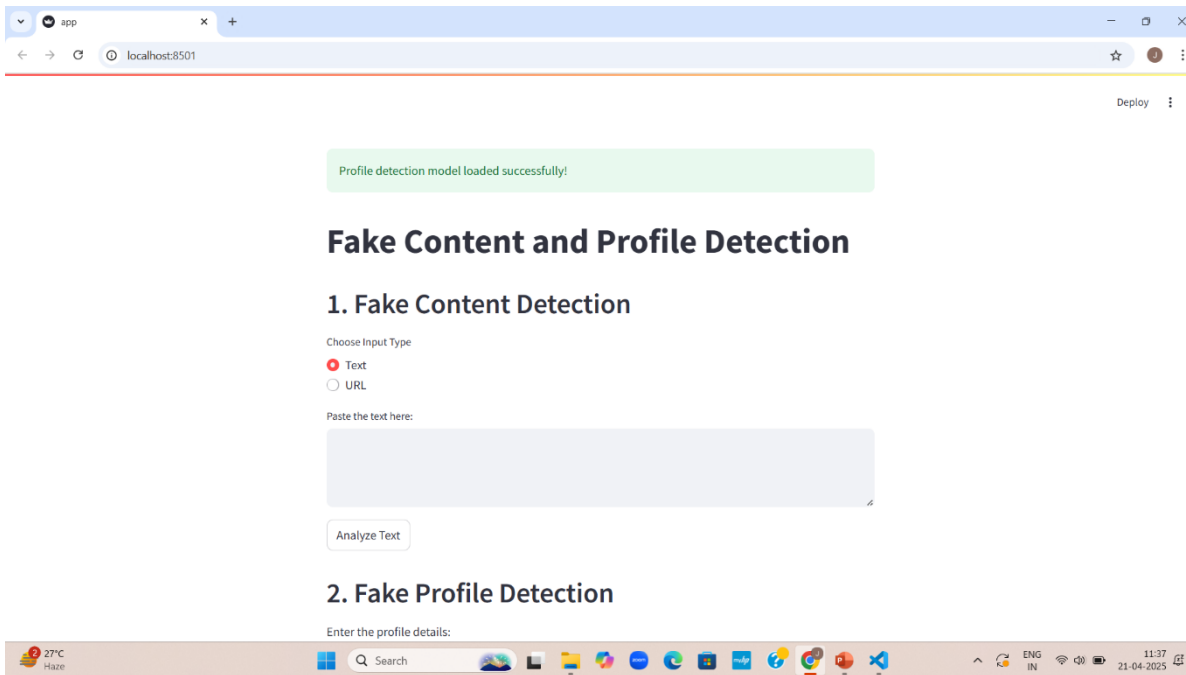 app
localhost:8501
J
Deploy
Profile detection model loaded successfully!
Fake Content and Profile Detection
1. Fake Content Detection
Choose Input Type
Text
URL
Paste the text here:
Analyze Text
2. Fake Profile Detection
Enter the profile details:
2
27°C
Haze
Search
ENG
IN
11:37
21-04-2025